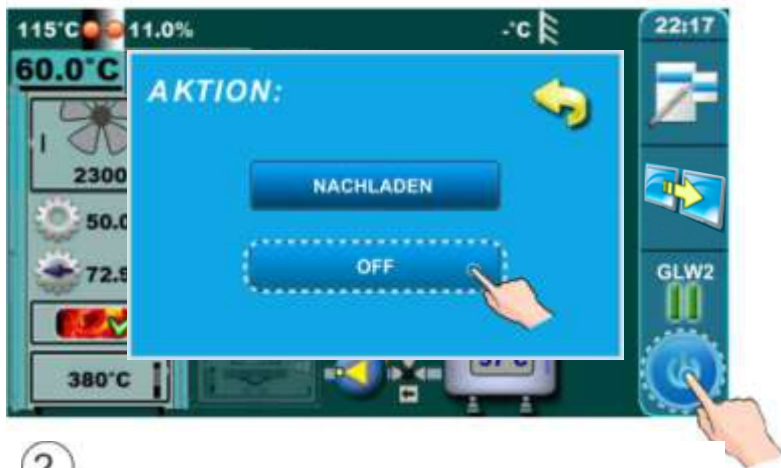 115°C 11.0% -°C 22:17
60.0°C
AKTION:
2300
NACHLADEN
50.0
OFF
72.9
GLW2
380°C
2